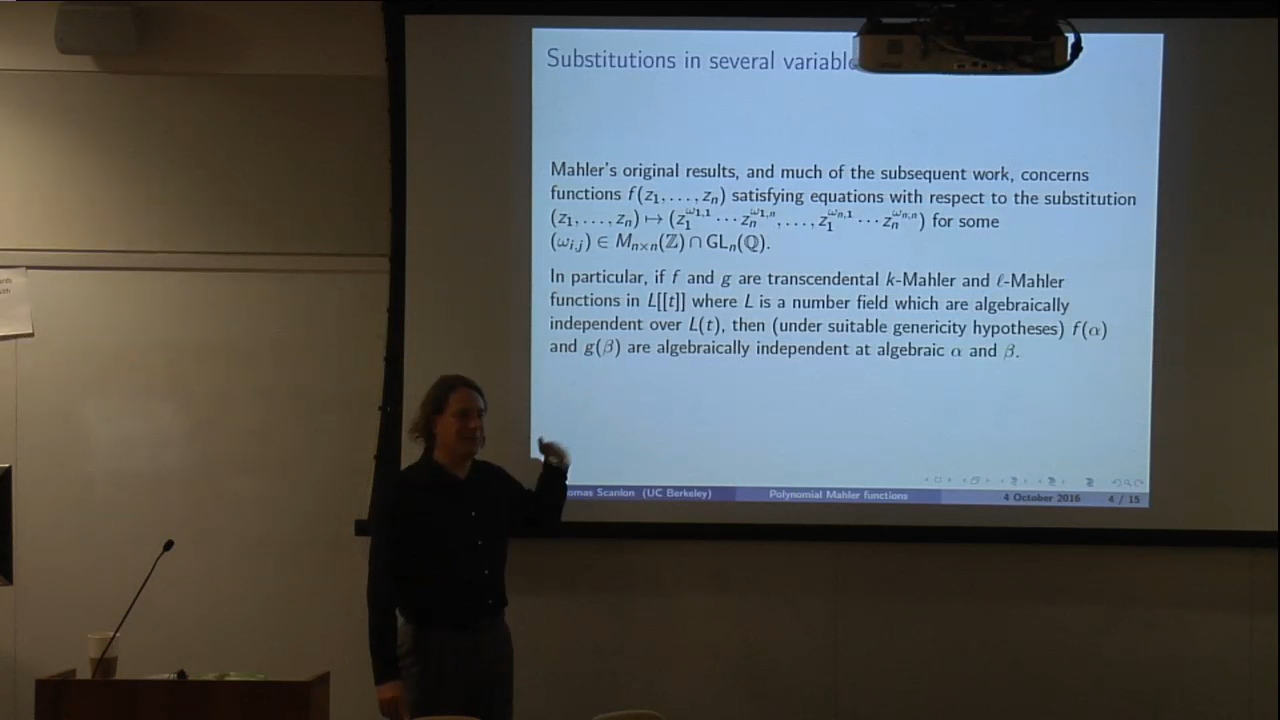 Substitutions in several variable
Mahler's original results, and much of the subsequent work, concerns
functions f(z₁, . . . , zₙ) satisfying equations with respect to the substitution
(z₁, . . . , zₙ) ↦ (z₁^{ω₁,₁} ⋯ zₙ^{ω₁,ₙ}, . . . , z₁^{ωₙ,₁} ⋯ zₙ^{ωₙ,ₙ}) for some
(ωᵢ,ⱼ) ∈ Mₙ×ₙ(ℤ) ∩ GLₙ(ℚ).
In particular, if f and g are transcendental k-Mahler and ℓ-Mahler
functions in L[[t]] where L is a number field which are algebraically
independent over L(t), then (under suitable genericity hypotheses) f(α)
and g(β) are algebraically independent at algebraic α and β.
omas Scanlon (UC Berkeley) Polynomial Mahler functions 4 October 2016 4 / 15